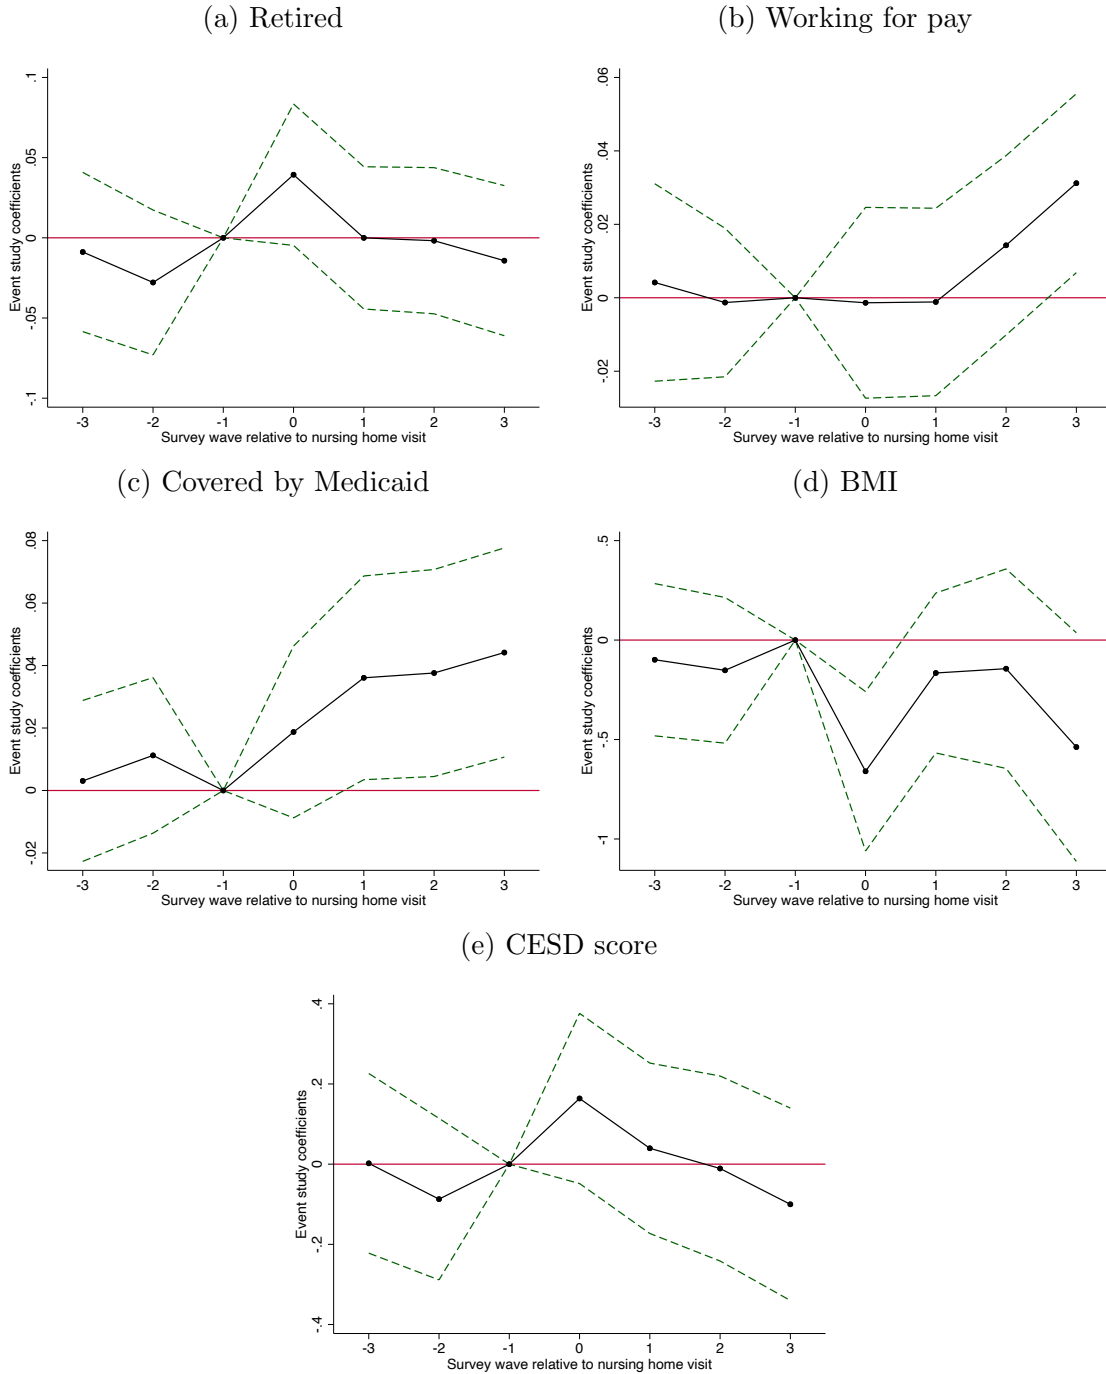 (a) Retired
(b) Working for pay
Event study coefficients
.1
.05
0
-.05
-.1
-3 -2 -1 0 1 2 3
Survey wave relative to nursing home visit
Event study coefficients
.06
.04
.02
0
-.02
-3 -2 -1 0 1 2 3
Survey wave relative to nursing home visit
(c) Covered by Medicaid
(d) BMI
Event study coefficients
.08
.06
.04
.02
0
-.02
-3 -2 -1 0 1 2 3
Survey wave relative to nursing home visit
Event study coefficients
.5
0
-.5
-1
-3 -2 -1 0 1 2 3
Survey wave relative to nursing home visit
(e) CESD score
Event study coefficients
.4
.2
0
-.2
-.4
-3 -2 -1 0 1 2 3
Survey wave relative to nursing home visit